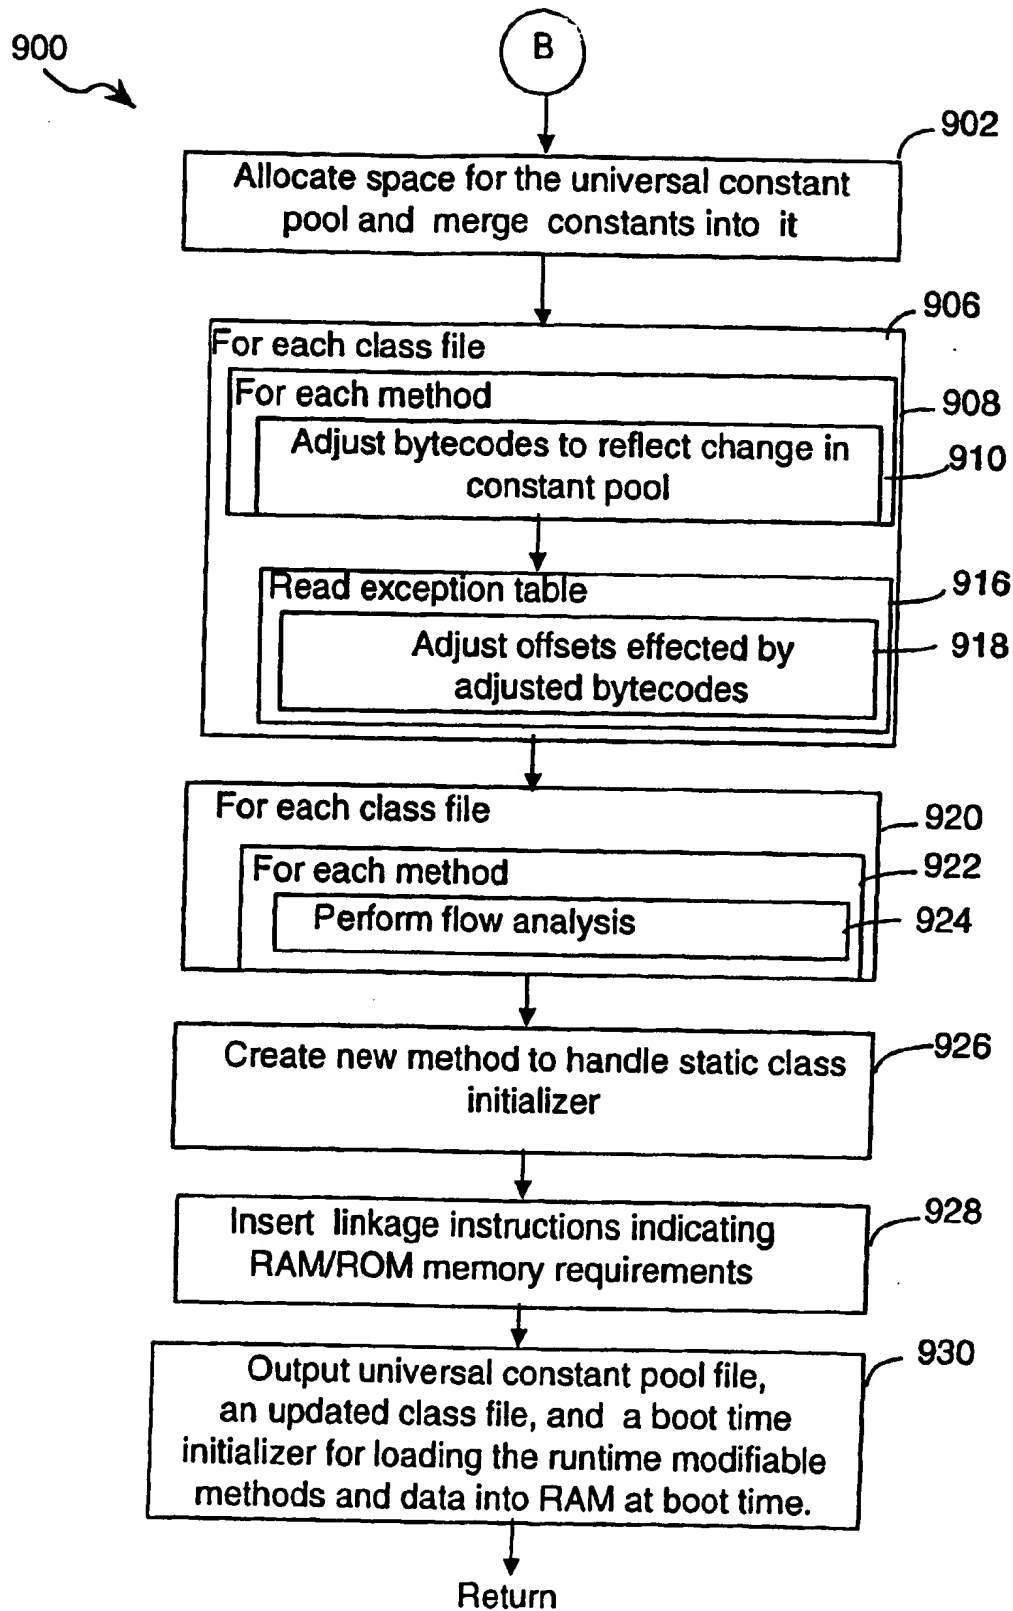 900
B
902
Allocate space for the universal constant
pool and merge constants into it
906
For each class file
For each method
908
Adjust bytecodes to reflect change in
constant pool
910
Read exception table
916
Adjust offsets effected by
adjusted bytecodes
918
For each class file
920
For each method
922
Perform flow analysis
924
Create new method to handle static class
initializer
926
Insert linkage instructions indicating
RAM/ROM memory requirements
928
Output universal constant pool file,
an updated class file, and a boot time
initializer for loading the runtime modifiable
methods and data into RAM at boot time.
930
Return